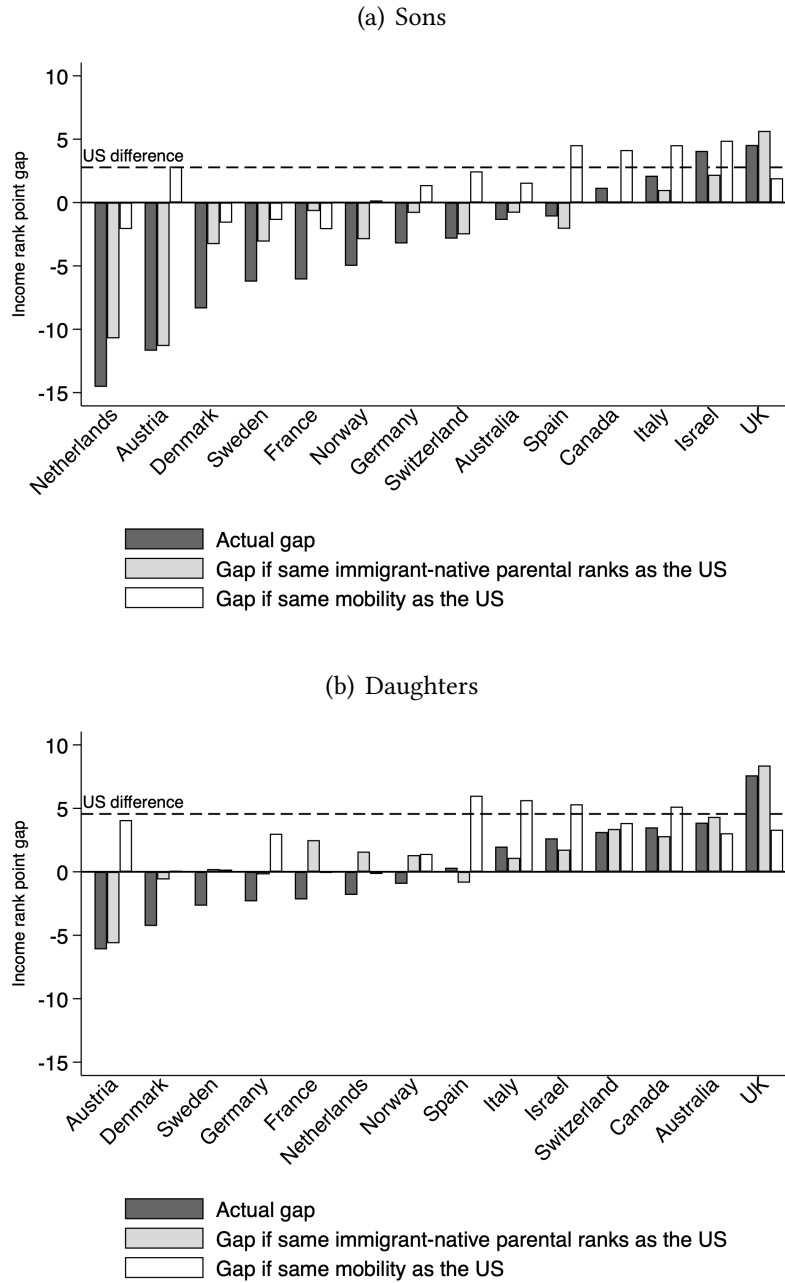 (a) Sons
10
5
0
-5
-10
-15
Income rank point gap
US difference
Netherlands
Austria
Denmark
Sweden
France
Norway
Germany
Switzerland
Australia
Spain
Canada
Italy
Israel
UK
Actual gap
Gap if same immigrant-native parental ranks as the US
Gap if same mobility as the US
(b) Daughters
10
5
0
-5
-10
-15
Income rank point gap
US difference
Austria
Denmark
Sweden
Germany
France
Netherlands
Norway
Spain
Italy
Israel
Switzerland
Canada
Australia
UK
Actual gap
Gap if same immigrant-native parental ranks as the US
Gap if same mobility as the US